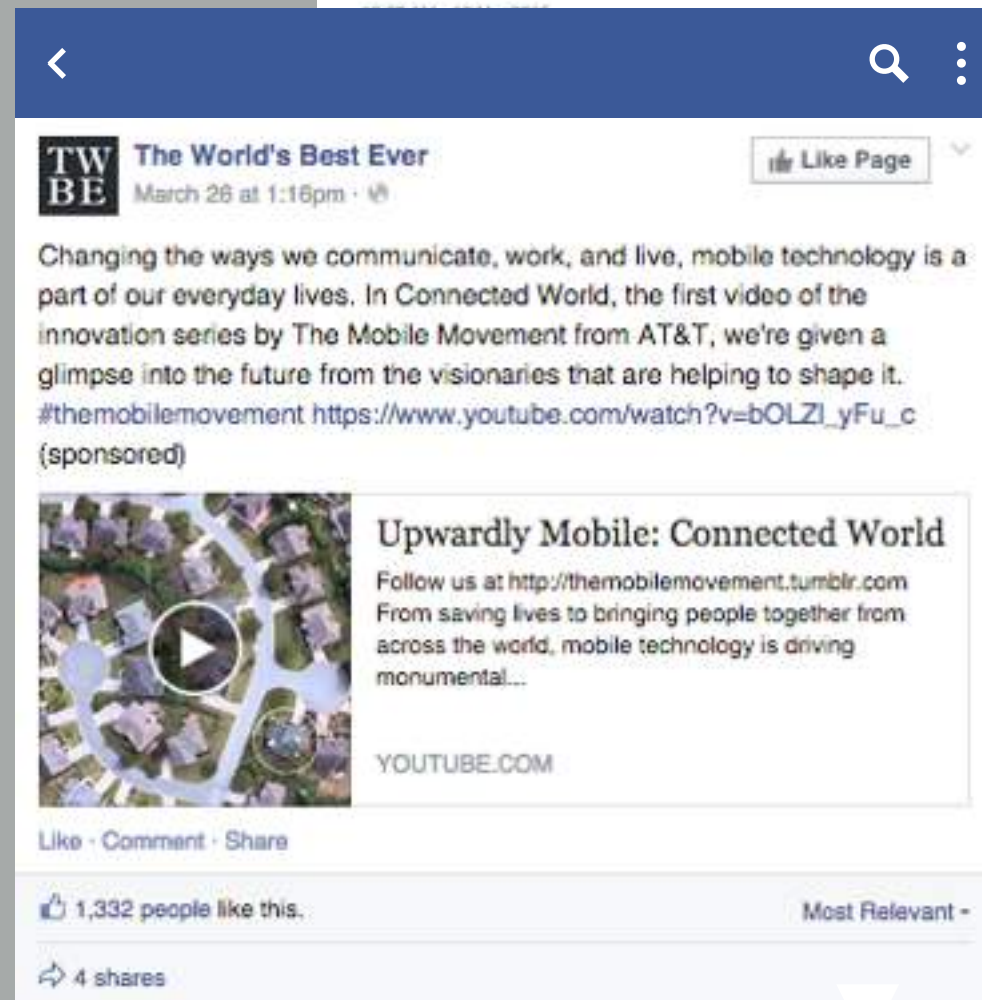 TW
BE
The World's Best Ever
Like Page
March 26 at 1:16pm ·
Changing the ways we communicate, work, and live, mobile technology is a
part of our everyday lives. In Connected World, the first video of the
innovation series by The Mobile Movement from AT&T, we're given a
glimpse into the future from the visionaries that are helping to shape it.
#themobilemovement https://www.youtube.com/watch?v=bOLZI_yFu_c
(sponsored)
Upwardly Mobile: Connected World
Follow us at http://themobilemovement.tumblr.com
From saving lives to bringing people together from
across the world, mobile technology is driving
monumental...
YOUTUBE.COM
Like · Comment · Share
1,332 people like this.
Most Relevant
4 shares